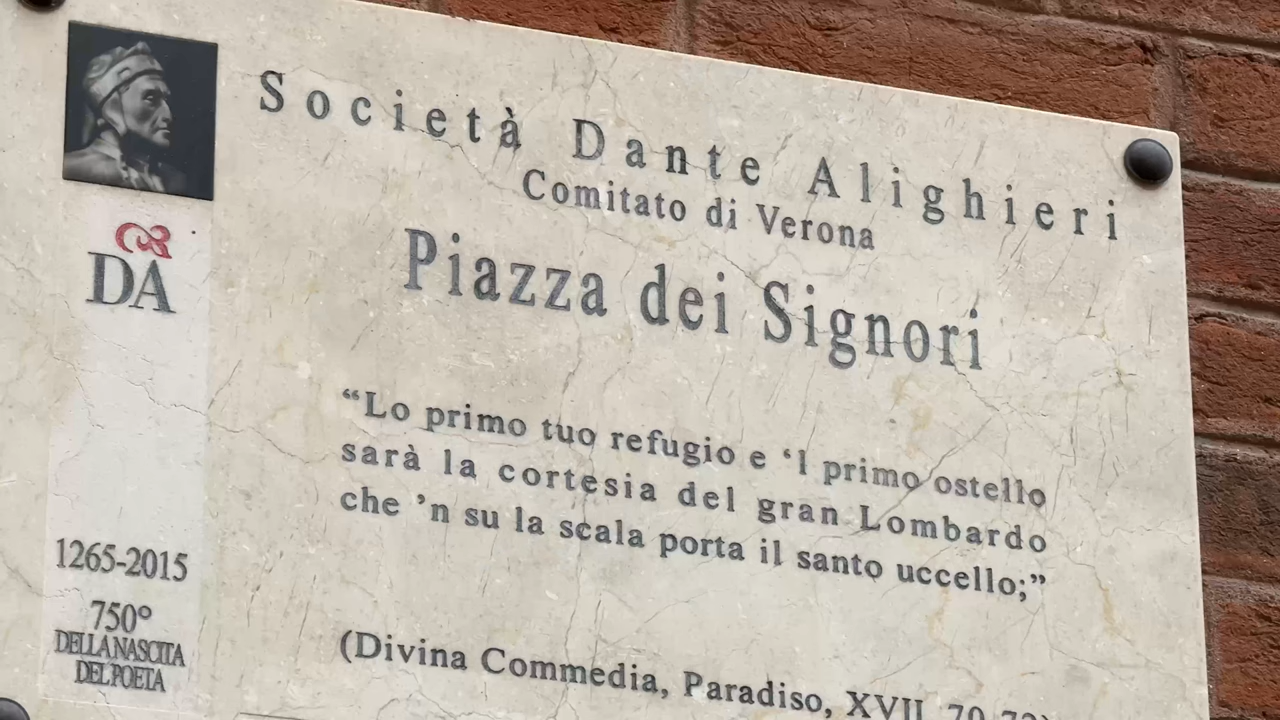 Società Dante Alighieri
Comitato di Verona
Piazza dei Signori
“Lo primo tuo refugio e ‘l primo ostello
sarà la cortesia del gran Lombardo
che ’n su la scala porta il santo uccello;”
(Divina Commedia, Paradiso, XVII, 70-72)
DA
1265-2015
750°
DELLA NASCITA
DEL POETA